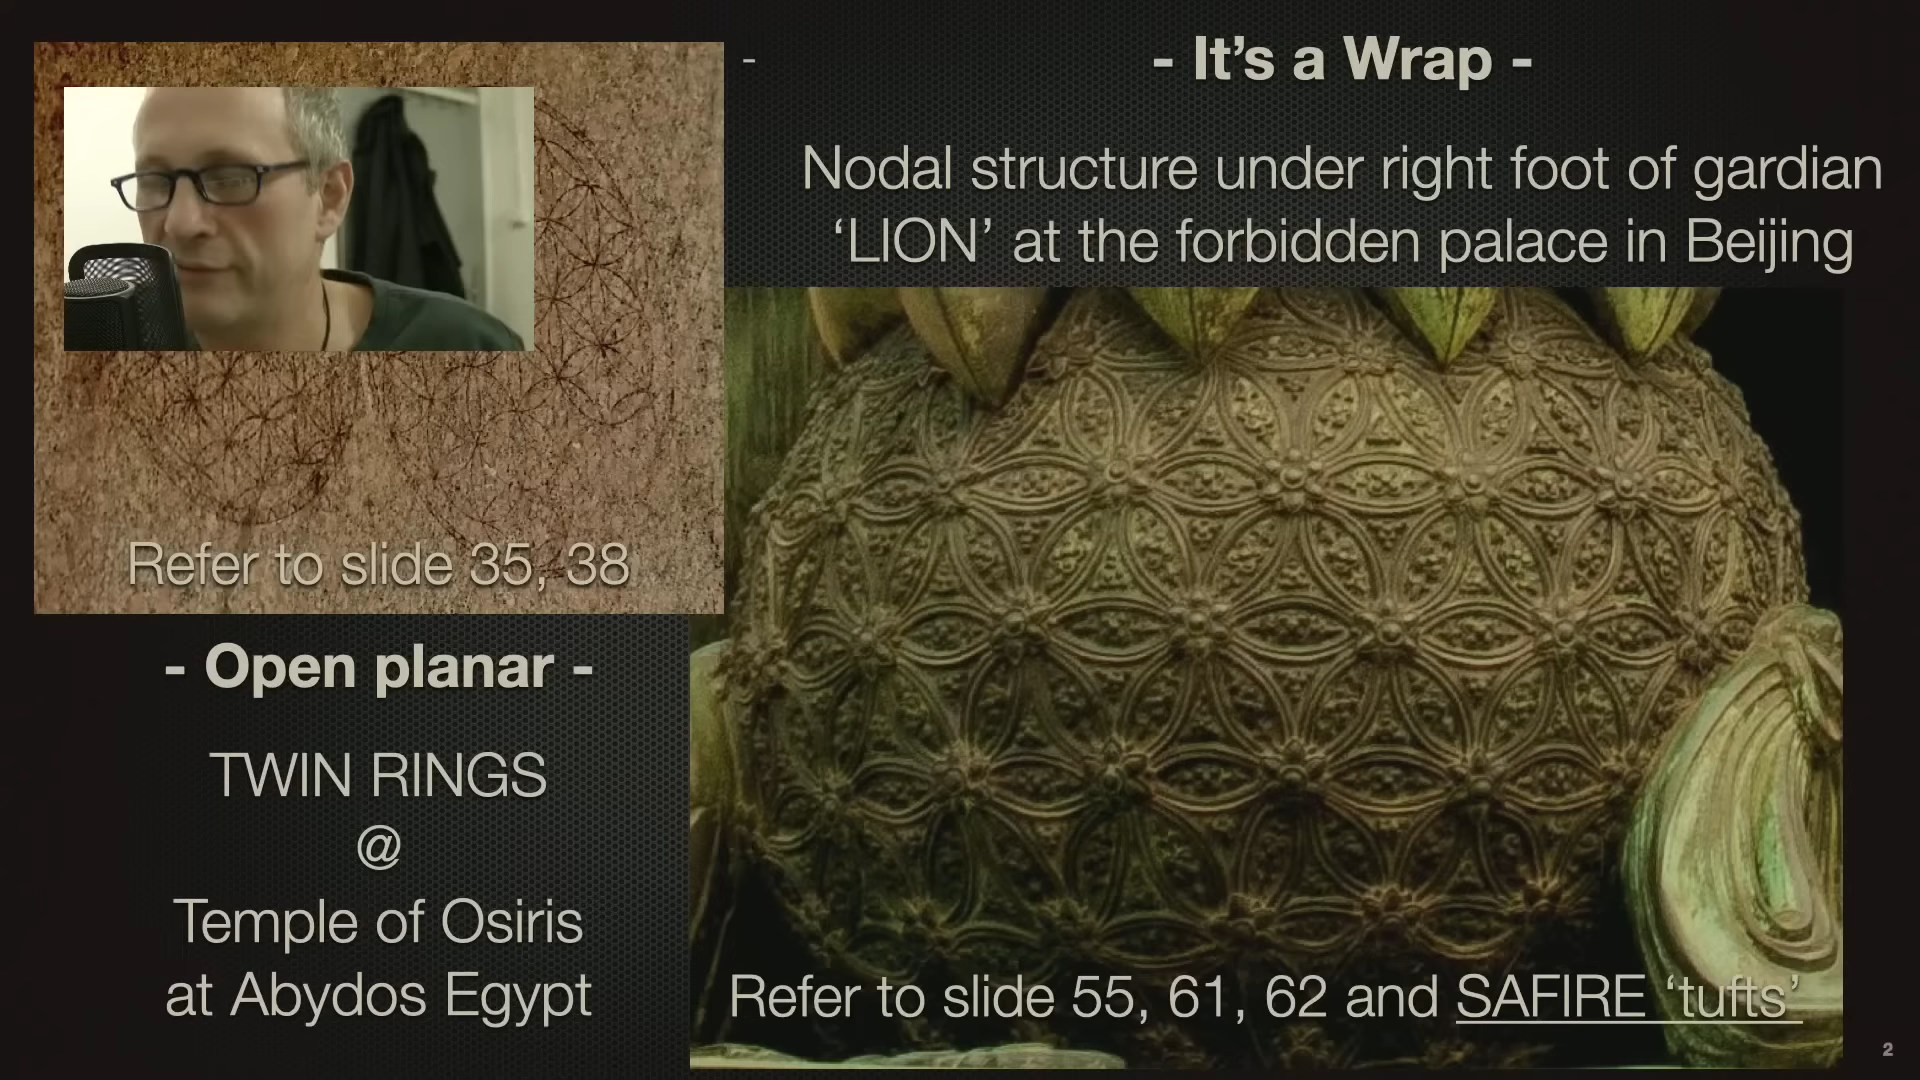 -
- It’s a Wrap -
Nodal structure under right foot of gardian
‘LION’ at the forbidden palace in Beijing
Refer to slide 35, 38
- Open planar -
TWIN RINGS
@
Temple of Osiris
at Abydos Egypt
Refer to slide 55, 61, 62 and SAFIRE ‘tufts’
2